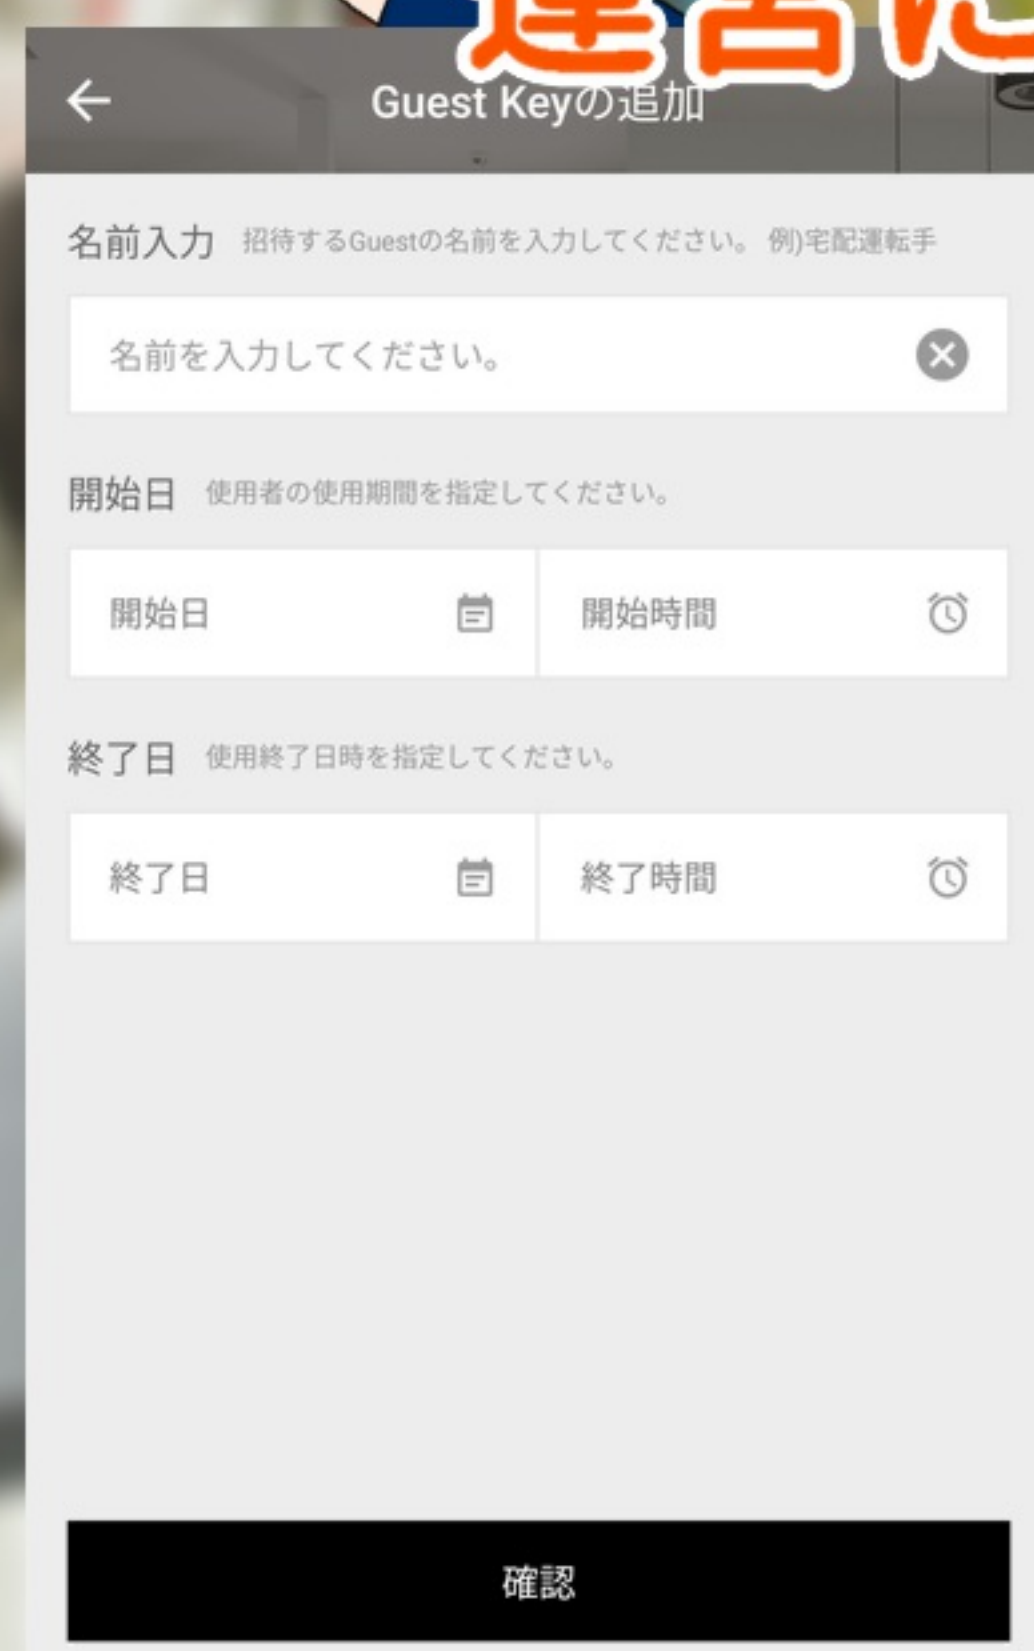 運営に
Guest Keyの追加
名前入力 招待するGuestの名前を入力してください。 例)宅配運転手
名前を入力してください。
開始日 使用者の使用期間を指定してください。
開始日 開始時間
終了日 使用終了日時を指定してください。
終了日 終了時間
確認